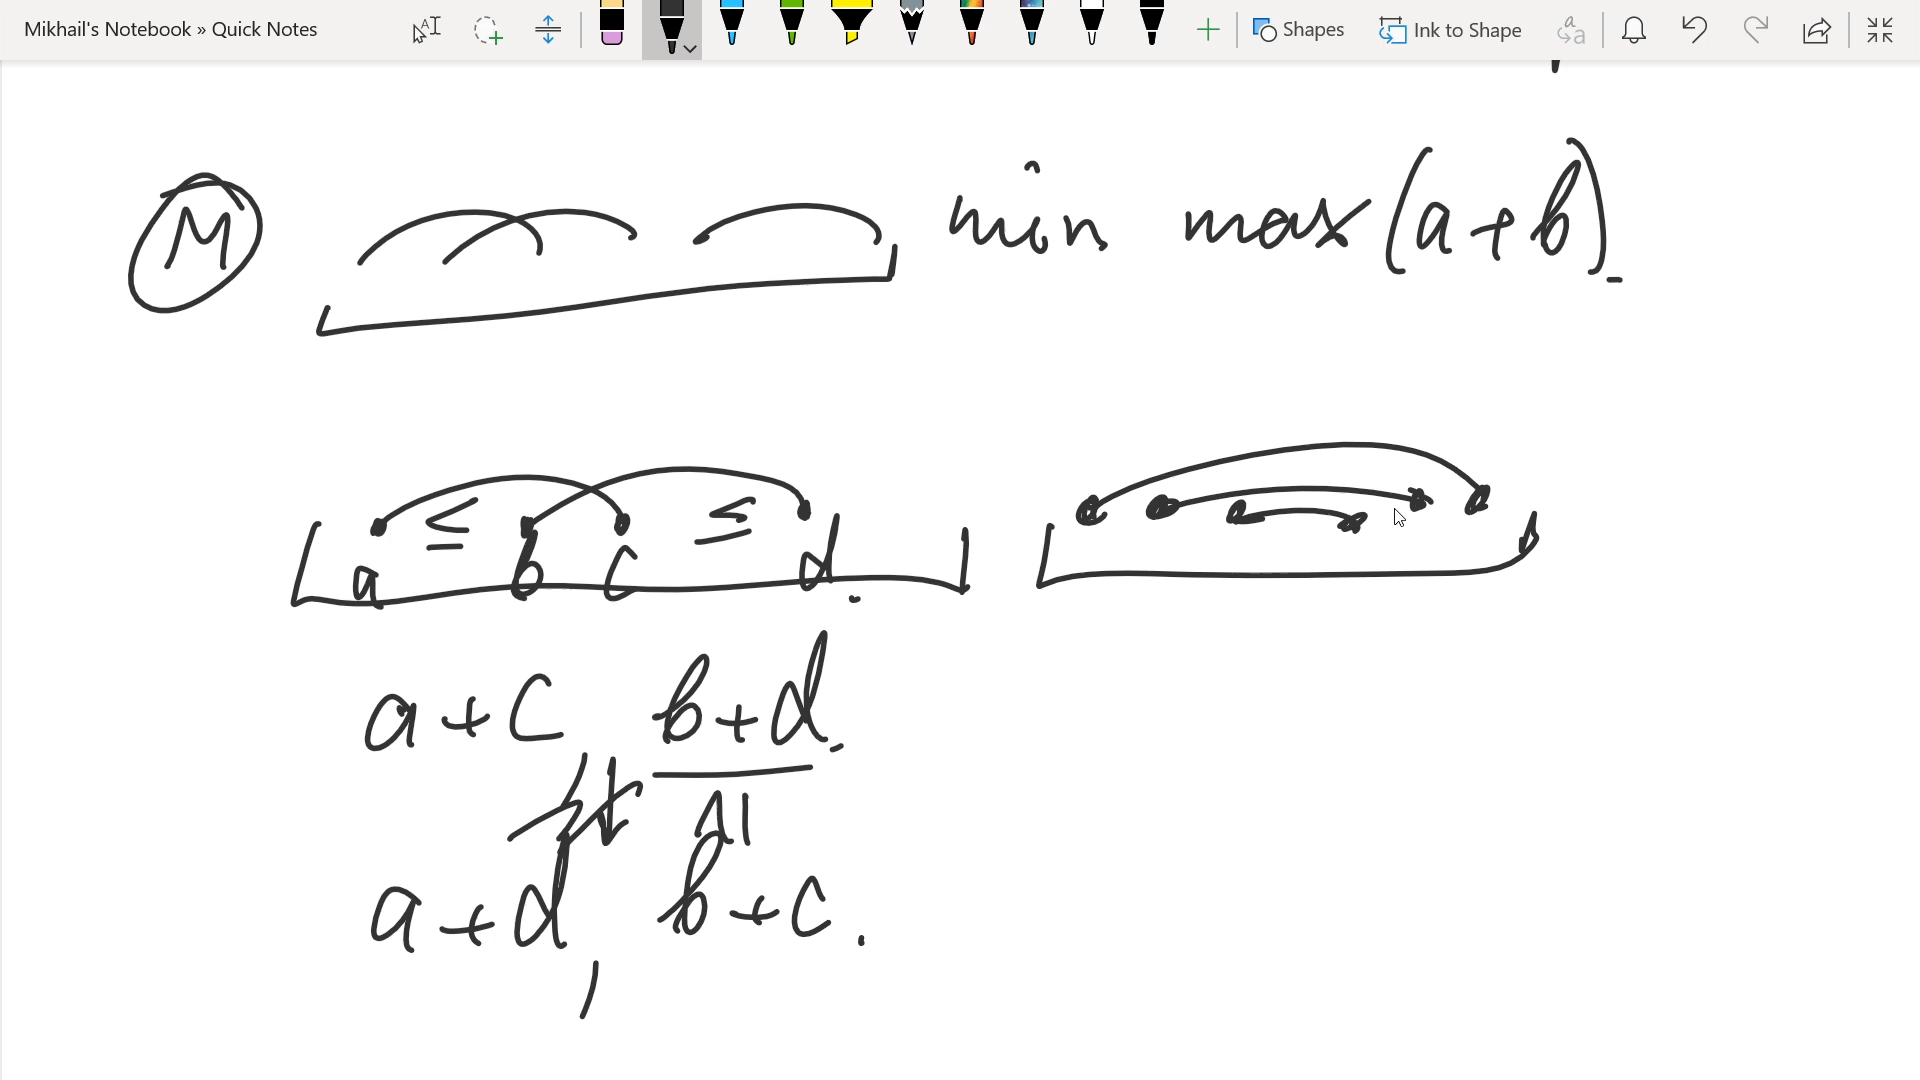 Mikhail's Notebook » Quick Notes
Shapes
Ink to Shape
M min max(a+b).
a ≤ b c ≤ d.
a+c, b+d.
a+d, b+c.